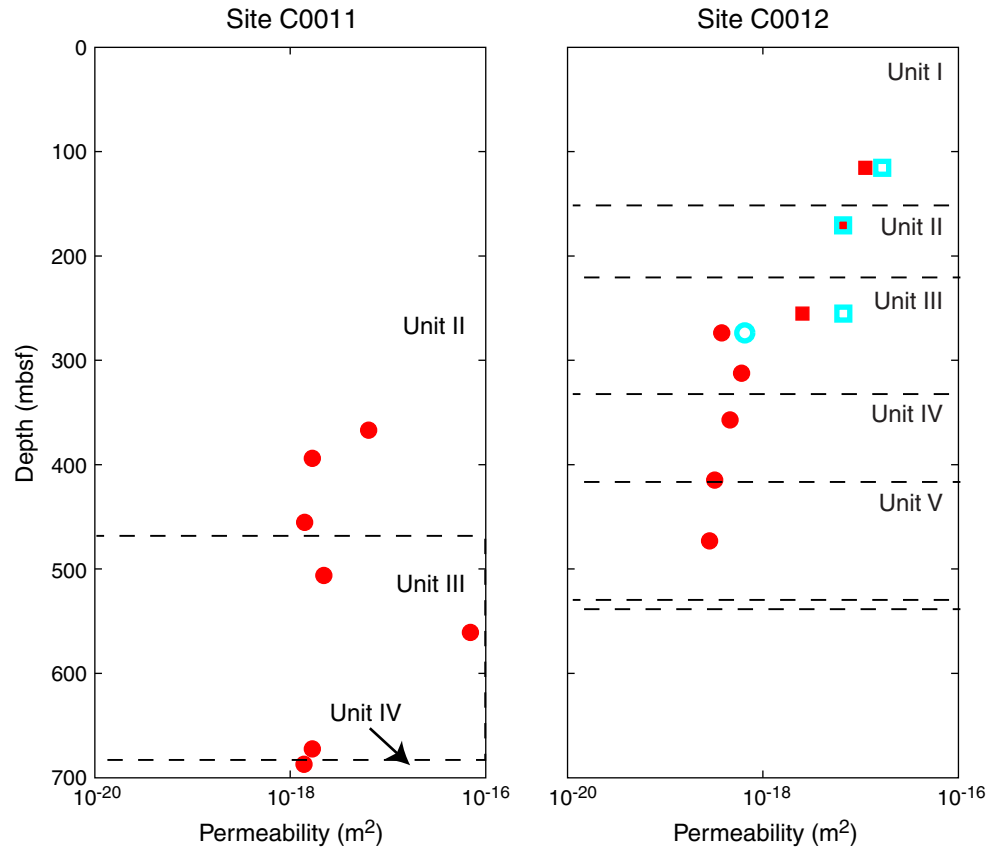 Site C0011
Site C0012
Depth (mbsf)
0
100
200
300
400
500
600
700
Unit II
Unit III
Unit IV
10-20
10-18
10-16
Permeability (m2)
Unit I
Unit II
Unit III
Unit IV
Unit V
10-20
10-18
10-16
Permeability (m2)